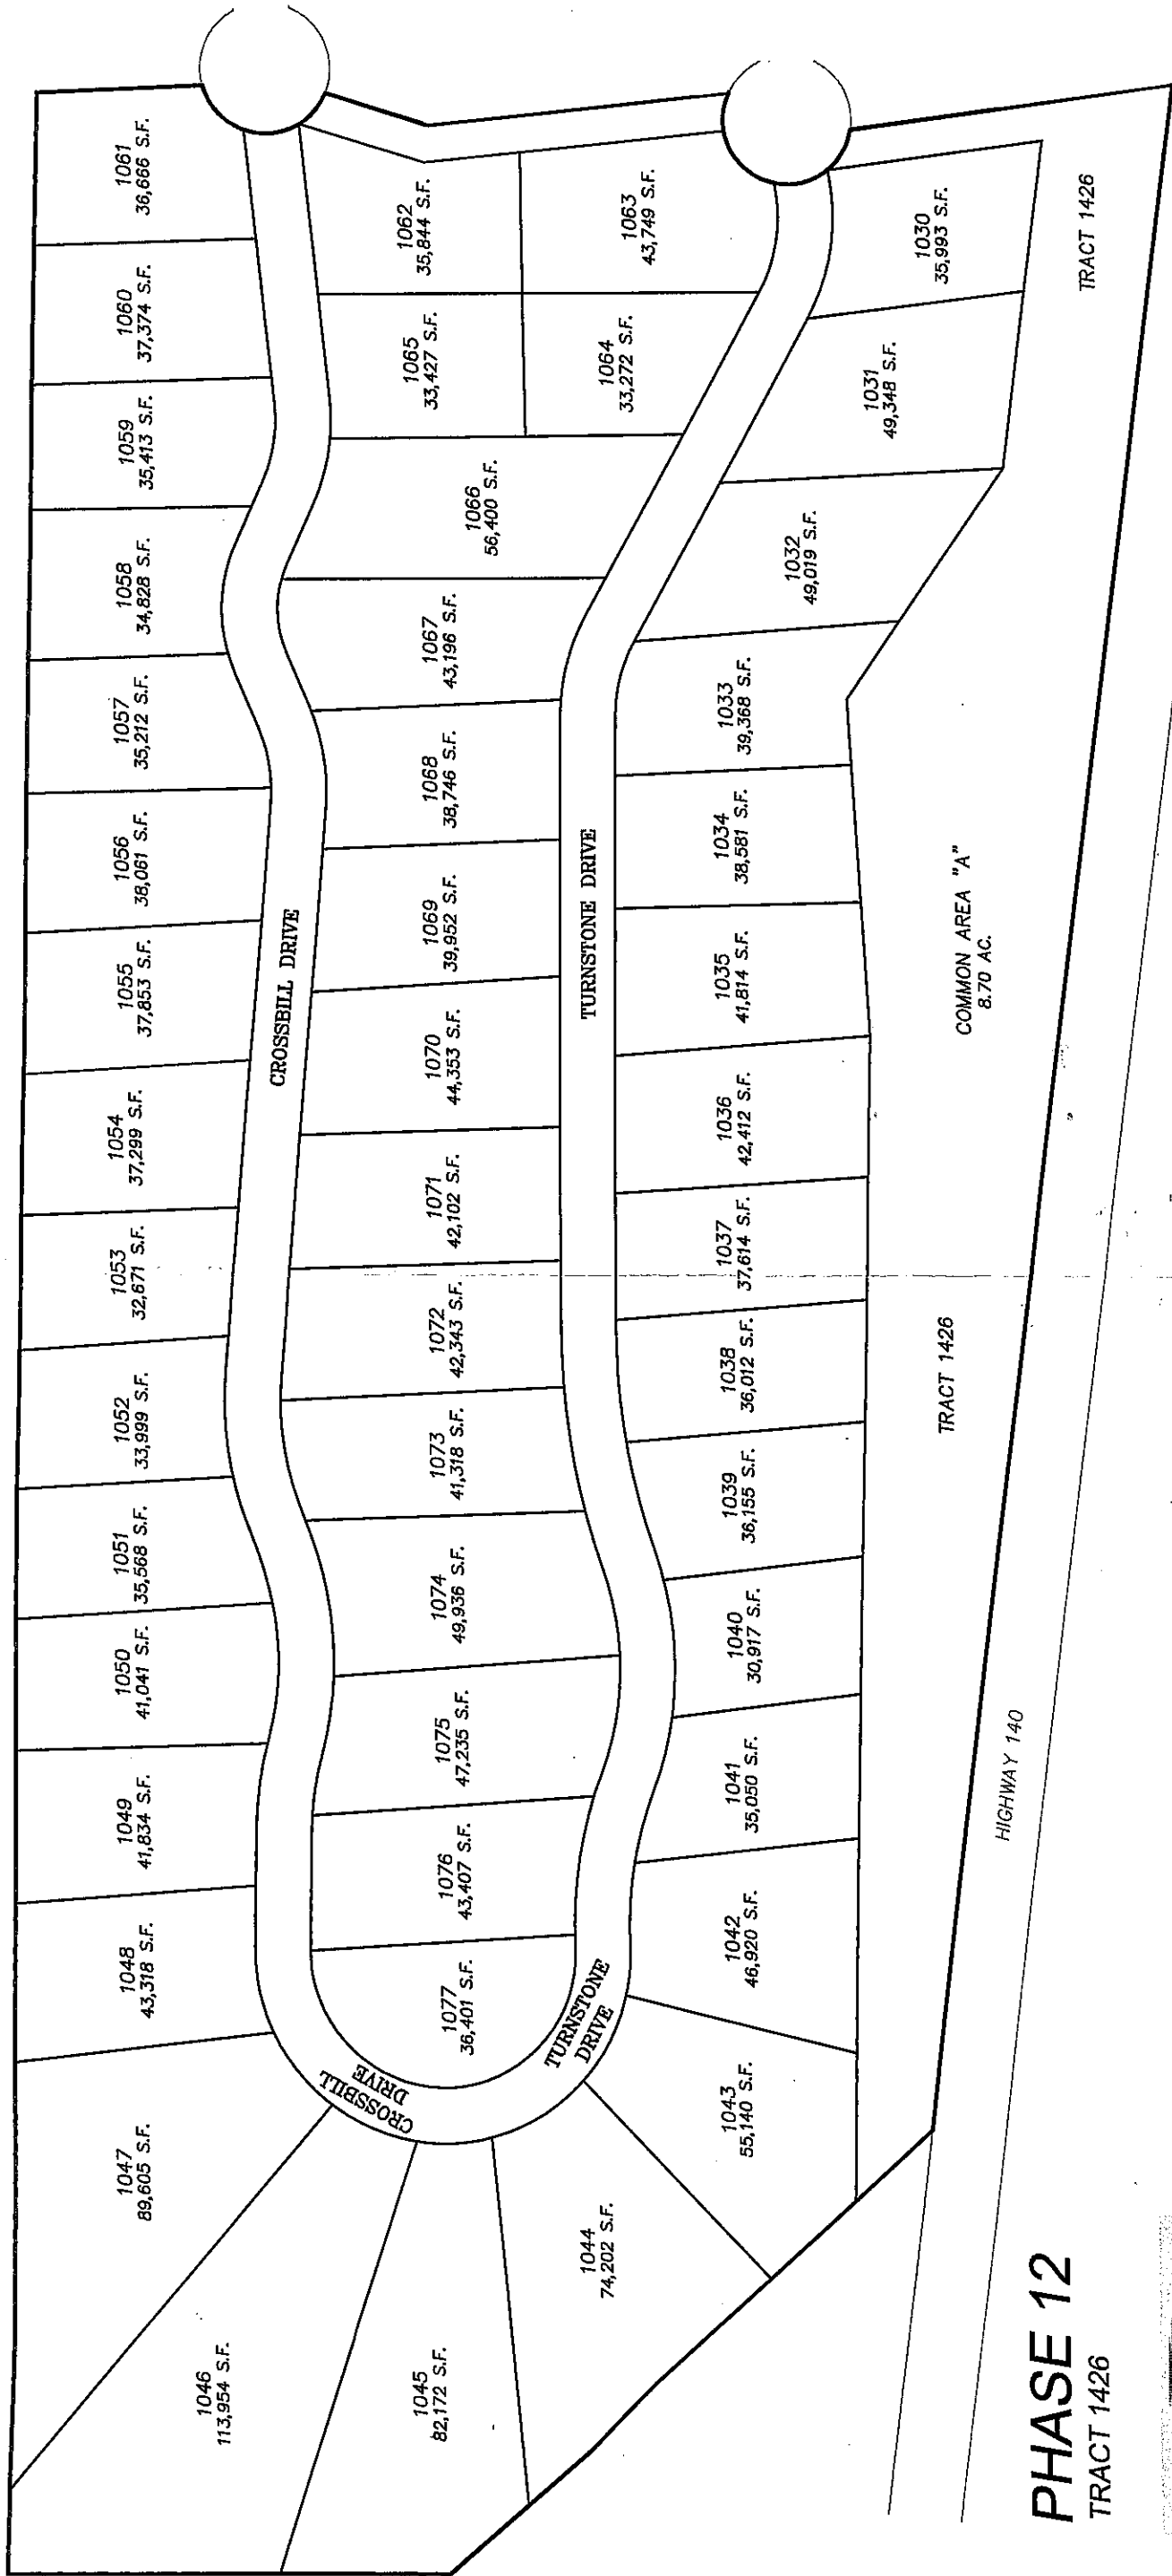 1061
36,666 S.F.
1060
37,374 S.F.
1059
35,413 S.F.
1058
34,828 S.F.
1057
35,212 S.F.
1056
38,061 S.F.
1055
37,853 S.F.
1054
37,299 S.F.
1053
32,671 S.F.
1052
33,999 S.F.
1051
35,568 S.F.
1050
41,041 S.F.
1049
41,834 S.F.
1048
43,318 S.F.
1047
89,605 S.F.
1046
113,954 S.F.
1045
82,172 S.F.
1044
74,202 S.F.
1043
55,140 S.F.
CROSSBILL DRIVE
CROSSBILL
DRIVE
TURNSTONE
DRIVE
1062
35,844 S.F.
1065
33,427 S.F.
1063
43,749 S.F.
1064
33,272 S.F.
1066
56,400 S.F.
1067
43,196 S.F.
1068
38,746 S.F.
1069
39,952 S.F.
1070
44,353 S.F.
1071
42,102 S.F.
1072
42,343 S.F.
1073
41,318 S.F.
1074
49,936 S.F.
1075
47,235 S.F.
1076
43,407 S.F.
1077
36,401 S.F.
TURNSTONE DRIVE
1030
35,993 S.F.
1031
49,348 S.F.
1032
49,019 S.F.
1033
39,368 S.F.
1034
38,581 S.F.
1035
41,814 S.F.
1036
42,412 S.F.
1037
37,614 S.F.
1038
36,012 S.F.
1039
36,155 S.F.
1040
30,917 S.F.
1041
35,050 S.F.
1042
46,920 S.F.
TRACT 1426
COMMON AREA "A"
8.70 AC.
TRACT 1426
HIGHWAY 140
PHASE 12
TRACT 1426